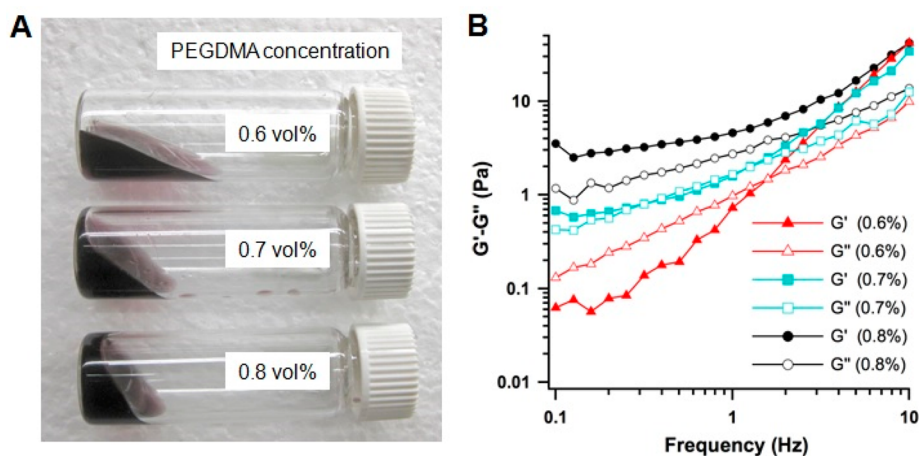 A
PEGDMA concentration
0.6 vol%
0.7 vol%
0.8 vol%
B
G'-G'' (Pa)
10
1
0.1
0.01
G' (0.6%)
G'' (0.6%)
G' (0.7%)
G'' (0.7%)
G' (0.8%)
G'' (0.8%)
0.1
1
10
Frequency (Hz)